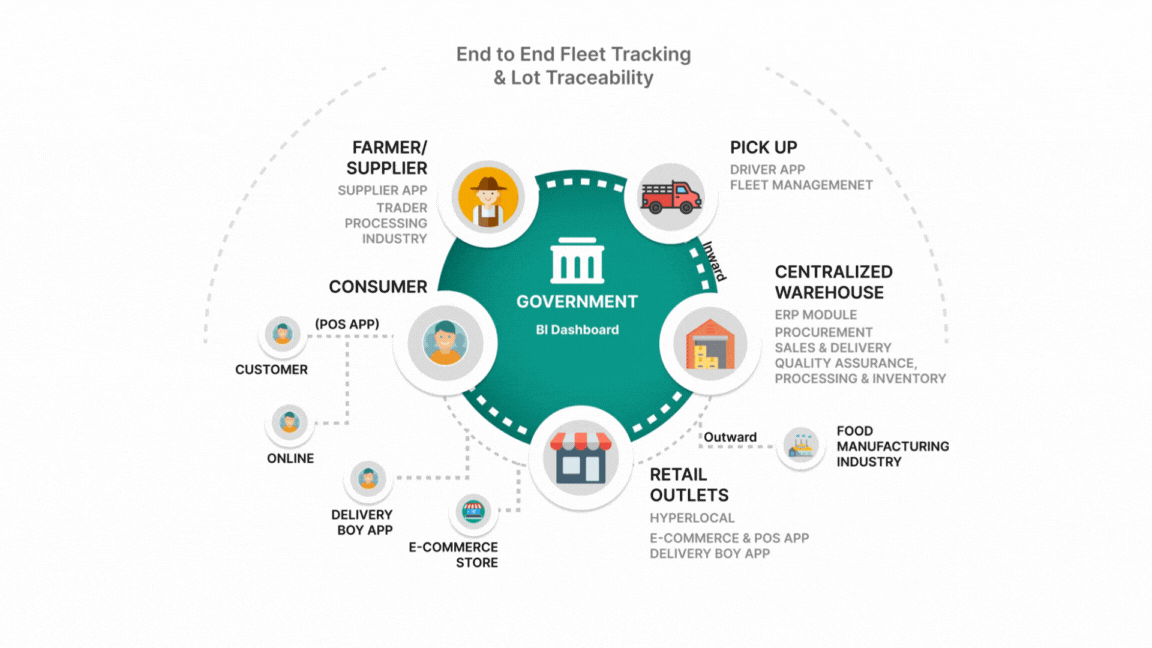 End to End Fleet Tracking
& Lot Traceability
FARMER/
SUPPLIER
SUPPLIER APP
TRADER
PROCESSING
INDUSTRY
PICK UP
DRIVER APP
FLEET MANAGEMENET
Inward
GOVERNMENT
BI Dashboard
CENTRALIZED
WAREHOUSE
ERP MODULE
PROCUREMENT
SALES & DELIVERY
QUALITY ASSURANCE,
PROCESSING & INVENTORY
CONSUMER
(POS APP)
CUSTOMER
ONLINE
DELIVERY
BOY APP
E-COMMERCE
STORE
Outward
FOOD
MANUFACTURING
INDUSTRY
RETAIL
OUTLETS
HYPERLOCAL
E-COMMERCE & POS APP
DELIVERY BOY APP